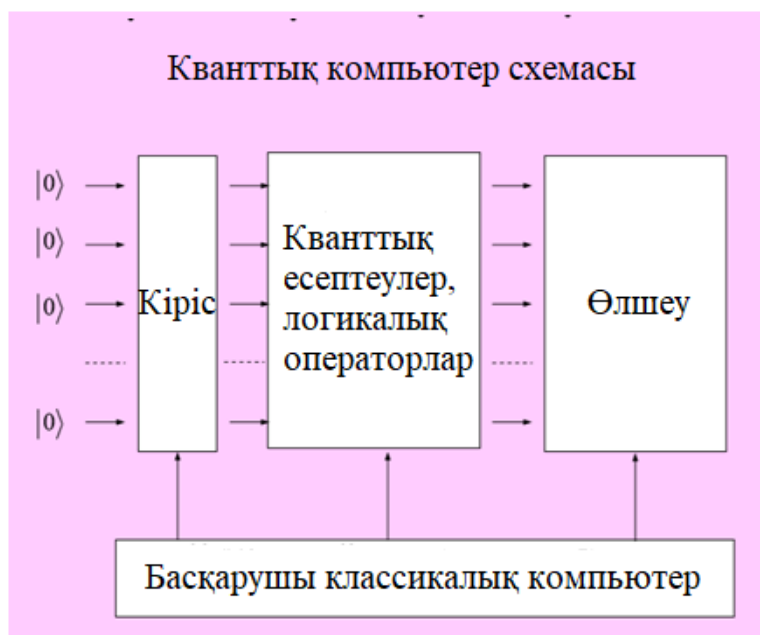 Кванттық компьютер схемасы
|0⟩
|0⟩
|0⟩
|0⟩
Кіріс
Кванттық
есептеулер,
логикалық
операторлар
Өлшеу
Басқарушы классикалық компьютер